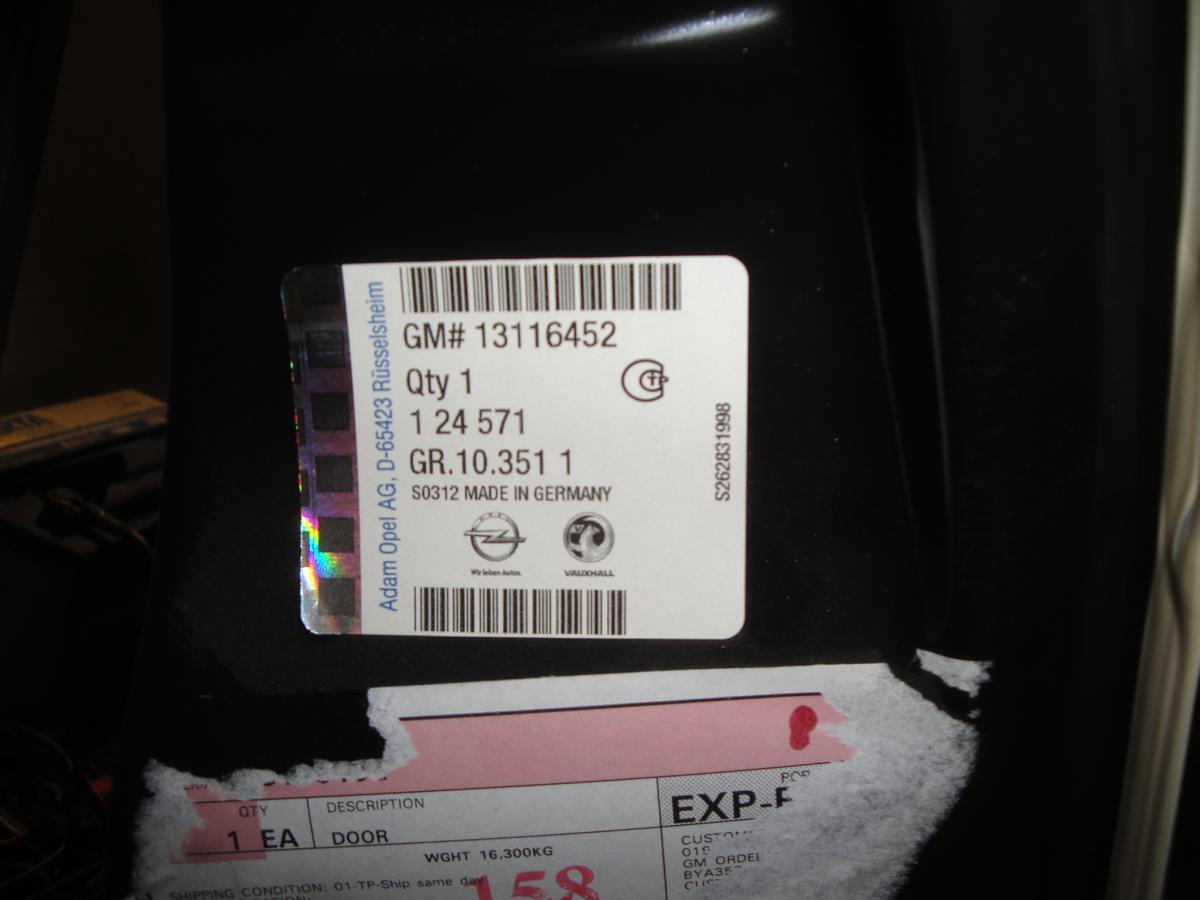 Adam Opel AG, D-65423 Rüsselsheim
GM# 13116452
Qty 1
1 24 571
GR.10.351 1
S0312 MADE IN GERMANY
S262831998
Wir leben Autos.
VAUXHALL
QTY
DESCRIPTION
1 EA
DOOR
EXP-
WGHT 16,300KG
SHIPPING CONDITION: 01-TP-Ship same day
158
GM ORDE